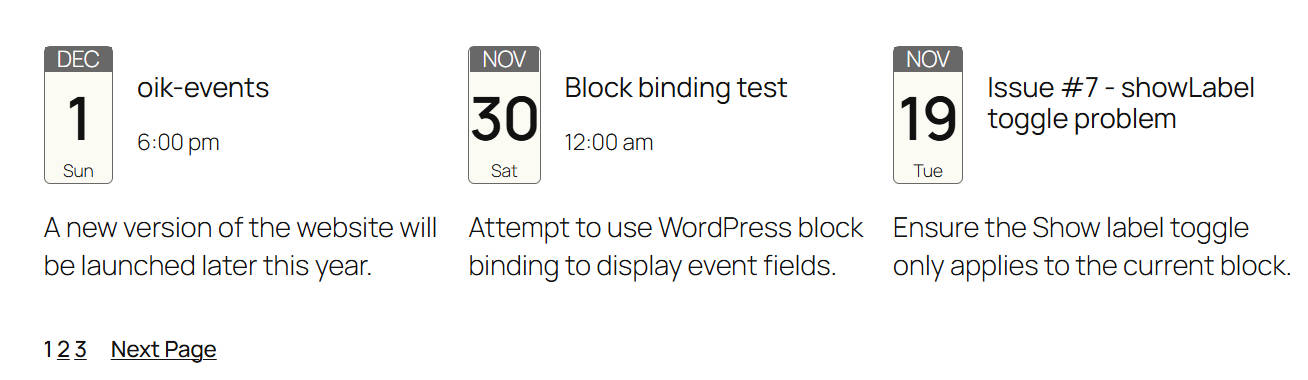 DEC
1
Sun
oik-events
6:00 pm
A new version of the website will
be launched later this year.
NOV
30
Sat
Block binding test
12:00 am
Attempt to use WordPress block
binding to display event fields.
NOV
19
Tue
Issue #7 - showLabel
toggle problem
Ensure the Show label toggle
only applies to the current block.
1 2 3 Next Page